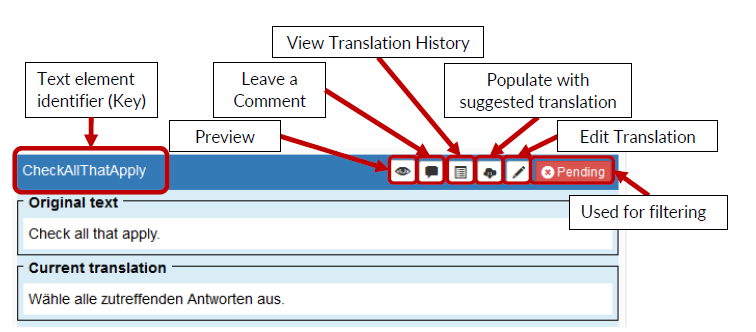 View Translation History
Text element
identifier (Key)
Leave a
Comment
Populate with
suggested translation
Preview
Edit Translation
CheckAllThatApply
Pending
Used for filtering
Original text
Check all that apply.
Current translation
Wähle alle zutreffenden Antworten aus.